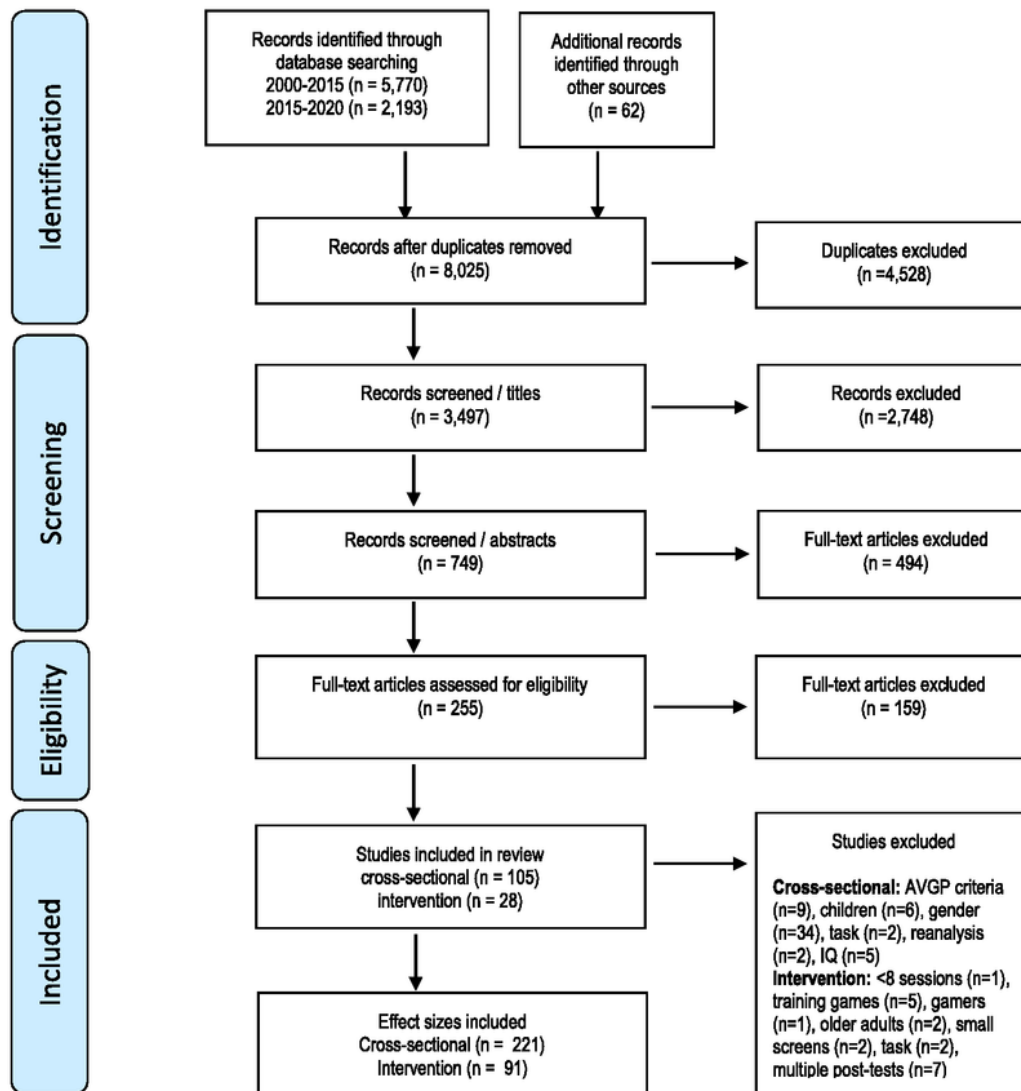 Identification
Records identified through
database searching
2000-2015 (n = 5,770)
2015-2020 (n = 2,193)
Additional records
identified through
other sources
(n = 62)
Records after duplicates removed
(n = 8,025)
Duplicates excluded
(n =4,528)
Screening
Records screened / titles
(n = 3,497)
Records excluded
(n =2,748)
Records screened / abstracts
(n = 749)
Full-text articles excluded
(n = 494)
Eligibility
Full-text articles assessed for eligibility
(n = 255)
Full-text articles excluded
(n = 159)
Included
Studies included in review
cross-sectional (n = 105)
intervention (n = 28)
Studies excluded
Cross-sectional: AVGP criteria
(n=9), children (n=6), gender
(n=34), task (n=2), reanalysis
(n=2), IQ (n=5)
Intervention: <8 sessions (n=1),
training games (n=5), gamers
(n=1), older adults (n=2), small
screens (n=2), task (n=2),
multiple post-tests (n=7)
Effect sizes included
Cross-sectional (n = 221)
Intervention (n = 91)